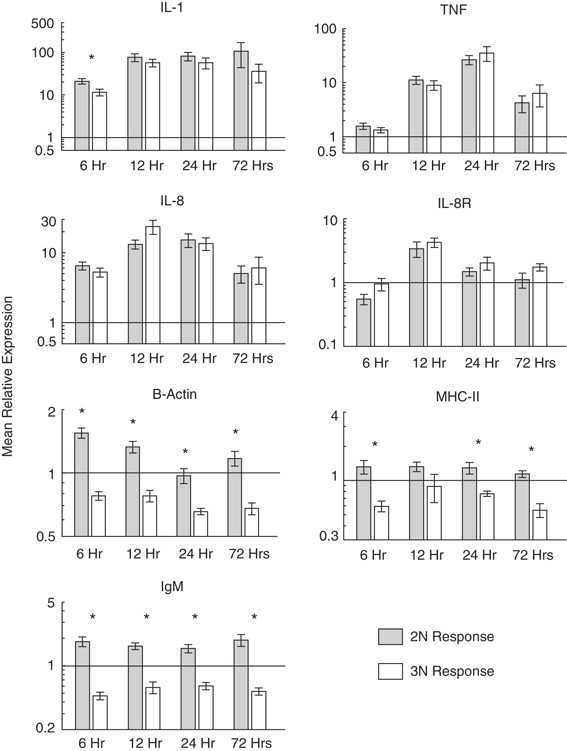 IL-1
500
100
10
1
0.5
*
6 Hr 12 Hr 24 Hr 72 Hrs
TNF
100
10
1
0.5
6 Hr 12 Hr 24 Hr 72 Hrs
IL-8
30
10
1
0.5
6 Hr 12 Hr 24 Hr 72 Hrs
IL-8R
10
1
0.1
6 Hr 12 Hr 24 Hr 72 Hrs
Mean Relative Expression
B-Actin
2
1
0.5
* * * *
6 Hr 12 Hr 24 Hr 72 Hrs
MHC-II
4
1
0.3
* * *
6 Hr 12 Hr 24 Hr 72 Hrs
IgM
5
1
0.2
* * * *
6 Hr 12 Hr 24 Hr 72 Hrs
2N Response
3N Response